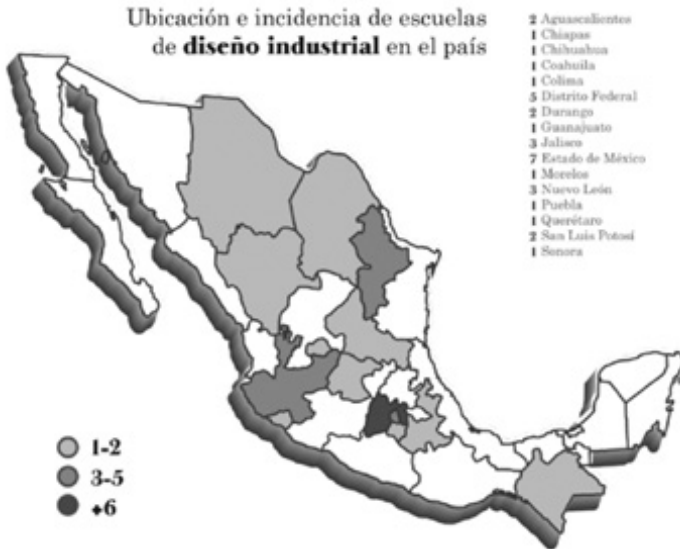 Ubicación e incidencia de escuelas
de diseño industrial en el país
2 Aguascalientes
1 Chiapas
1 Chihuahua
1 Coahuila
1 Colima
5 Distrito Federal
2 Durango
1 Guanajuato
3 Jalisco
7 Estado de México
1 Morelos
3 Nuevo León
1 Puebla
1 Querétaro
2 San Luis Potosí
1 Sonora
1-2
3-5
+6